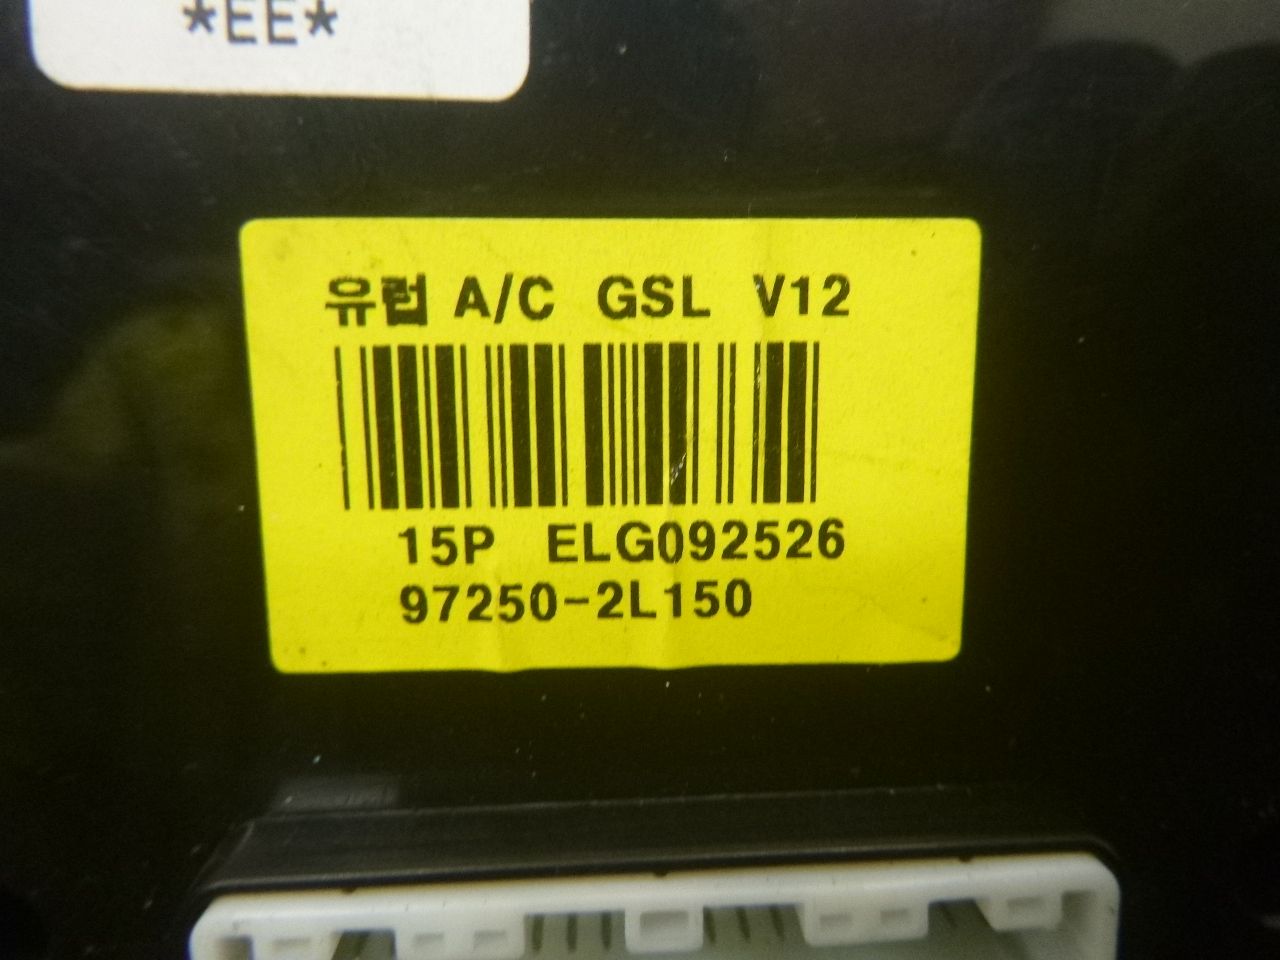 *EE*
유럽 A/C GSL V12
15P ELG092526
97250-2L150